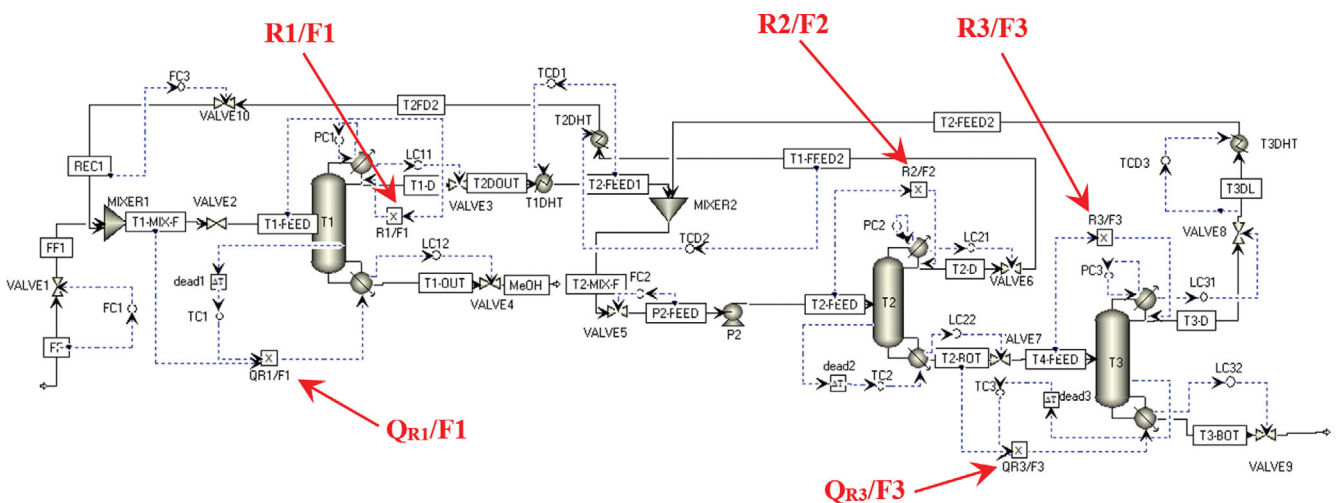 R1/F1
R2/F2
R3/F3
FC3
TCD1
VALVE10
T2FD2
T2DHT
T2-FEED2
T3DHT
PC1
LC11
REC1
T1-D
T2DOUT
T2-FEED1
T1-FEED2
TCD3
T3DL
MIXER1
VALVE2
VALVE3
T1DHT
MIXER2
R2/F2
X
T1-MIX-F
T1-FEED
T1
X
R1/F1
R3/F3
X
VALVE8
FF1
LC12
TCD2
PC2
LC21
T2-D
VALVE6
VALVE1
dead1
ΔT
T1-OUT
MeOH
VALVE4
T2-MIX-F
FC2
PC3
LC31
FC1
TC1
VALVE5
P2-FEED
P2
T2-FEED
T2
T3-D
LC22
ALVE7
X
QR1/F1
T2-BOT
T4-FEED
T3
dead2
ΔT
TC2
TC3
ΔT
dead3
LC32
QR1/F1
X
QR3/F3
T3-BOT
VALVE9
QR3/F3